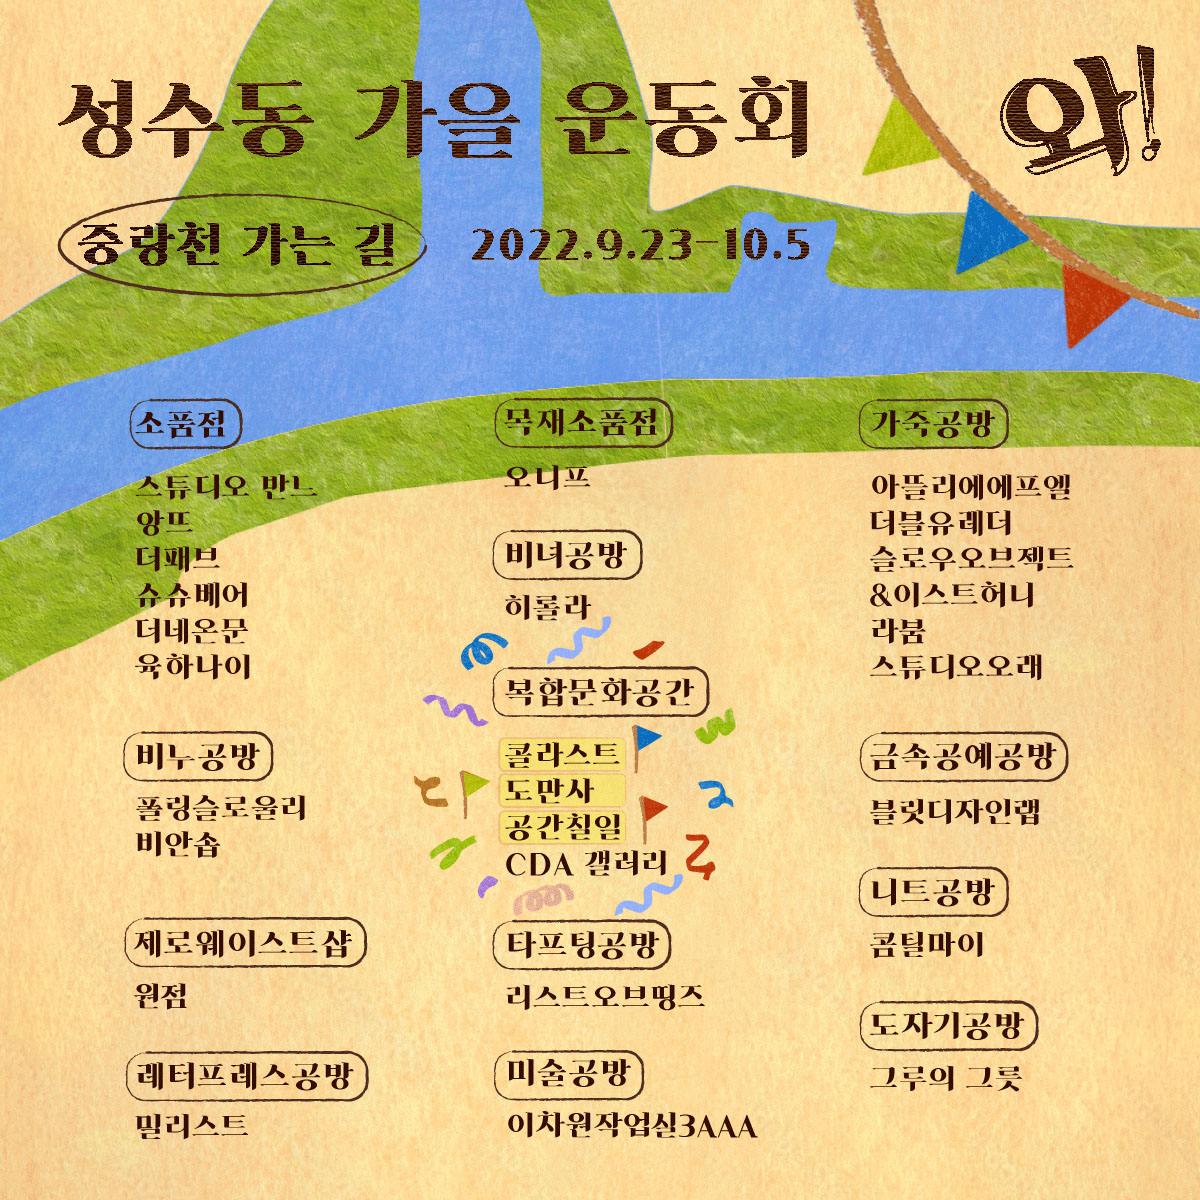 성수동 가을 운동회
와!
중랑천 가는 길
2022.9.23-10.5
소품점
스튜디오 반느
앙뜨
더패브
슈슈베어
더네온문
육하나이
비누공방
폴링슬로울리
비안솝
제로웨이스트샵
원점
레터프레스공방
밀리스트
목재소품점
오니프
비녀공방
히롤라
복합문화공간
콜라스트
도만사
공간칠일
CDA 갤러리
타프팅공방
리스트오브띵즈
미술공방
이차원작업실3AAA
가죽공방
아뜰리에에프엘
더블유레더
슬로우오브젝트
&이스트허니
라붐
스튜디오오래
금속공예공방
블릿디자인랩
니트공방
곰틸마이
도자기공방
그루의 그릇